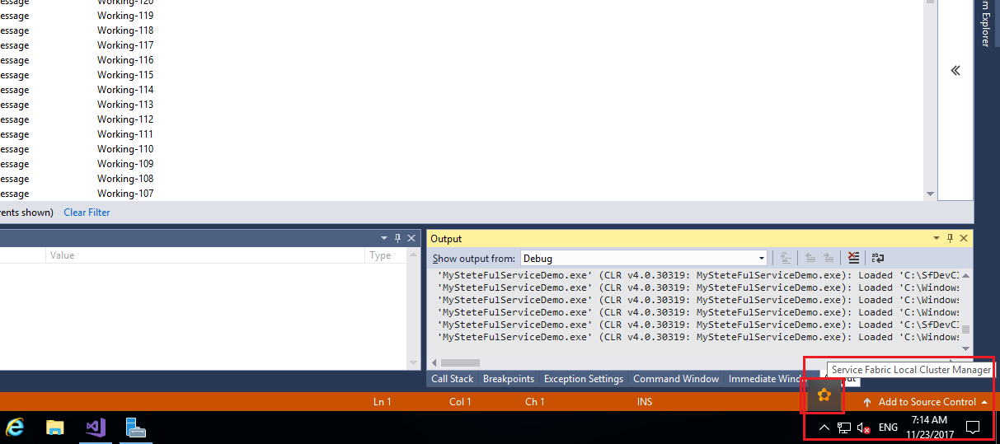 essage Working-120
essage Working-119
essage Working-118
essage Working-117
essage Working-116
essage Working-115
essage Working-114
essage Working-113
essage Working-112
essage Working-111
essage Working-110
essage Working-109
essage Working-108
essage Working-107
vents shown) Clear Filter
m Explorer
Value Type
Output
Show output from: Debug
'MySteteFulServiceDemo.exe' (CLR v4.0.30319: MySteteFulServiceDemo.exe): Loaded 'C:\SfDevCl
'MySteteFulServiceDemo.exe' (CLR v4.0.30319: MySteteFulServiceDemo.exe): Loaded 'C:\Windows
'MySteteFulServiceDemo.exe' (CLR v4.0.30319: MySteteFulServiceDemo.exe): Loaded 'C:\Windows
'MySteteFulServiceDemo.exe' (CLR v4.0.30319: MySteteFulServiceDemo.exe): Loaded 'C:\Windows
'MySteteFulServiceDemo.exe' (CLR v4.0.30319: MySteteFulServiceDemo.exe): Loaded 'C:\SfDevCl
'MySteteFulServiceDemo.exe' (CLR v4.0.30319: MySteteFulServiceDemo.exe): Loaded 'C:\Windows
Service Fabric Local Cluster Manager
Call Stack Breakpoints Exception Settings Command Window Immediate Wind
Ln 1 Col 1 Ch 1 INS Add to Source Control
ENG 7:14 AM
11/23/2017